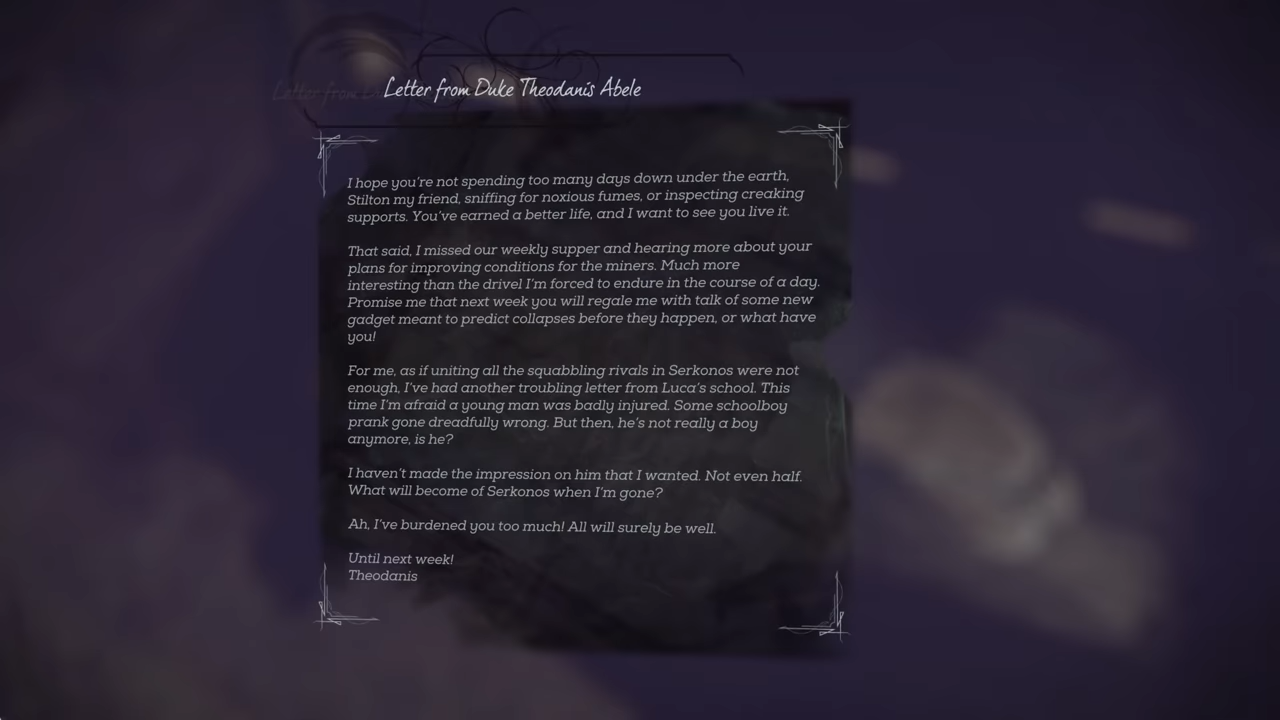 Letter from Duke Theodanis Abele
I hope you're not spending too many days down under the earth,
Stilton my friend, sniffing for noxious fumes, or inspecting creaking
supports. You've earned a better life, and I want to see you live it.
That said, I missed our weekly supper and hearing more about your
plans for improving conditions for the miners. Much more
interesting than the drivel I'm forced to endure in the course of a day.
Promise me that next week you will regale me with talk of some new
gadget meant to predict collapses before they happen, or what have
you!
For me, as if uniting all the squabbling rivals in Serkonos were not
enough, I've had another troubling letter from Luca's school. This
time I'm afraid a young man was badly injured. Some schoolboy
prank gone dreadfully wrong. But then, he's not really a boy
anymore, is he?
I haven't made the impression on him that I wanted. Not even half.
What will become of Serkonos when I'm gone?
Ah, I've burdened you too much! All will surely be well.
Until next week!
Theodanis